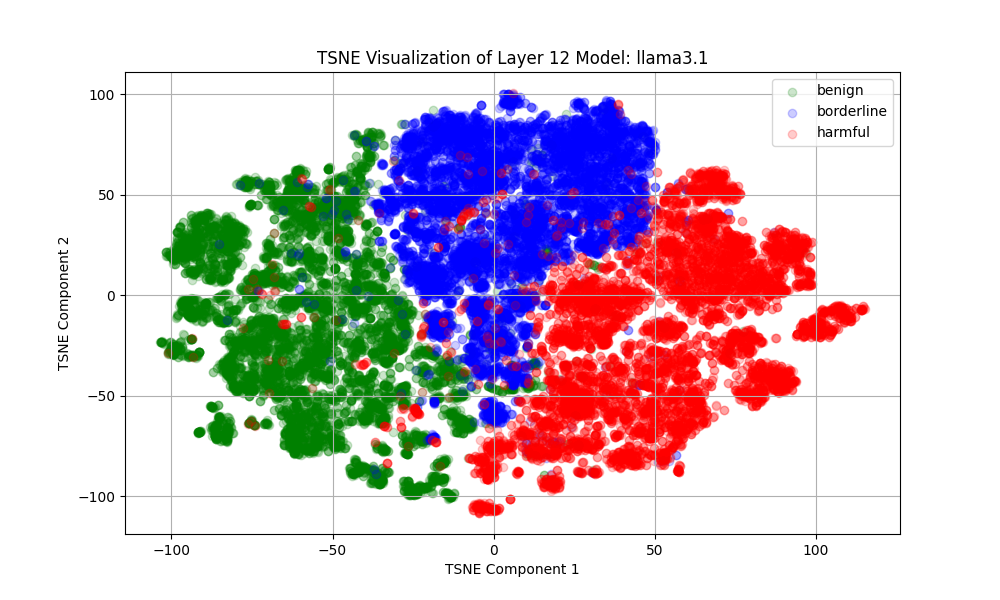 TSNE Visualization of Layer 12 Model: llama3.1
benign
borderline
harmful
100
50
0
−50
−100
TSNE Component 2
−100
−50
0
50
100
TSNE Component 1